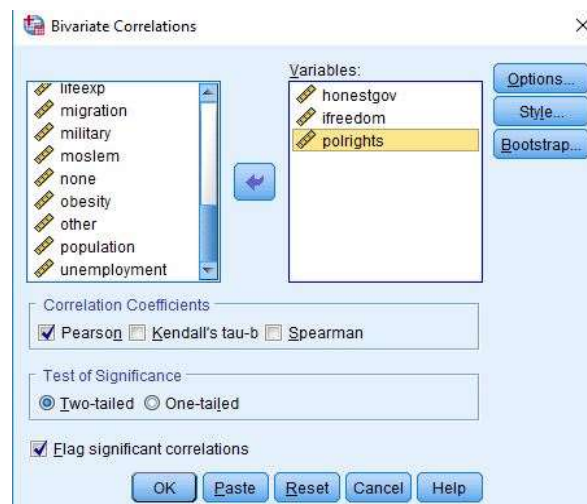 Bivariate Correlations
lifeexp
migration
military
moslem
none
obesity
other
population
unemployment
Variables:
honestgov
ifreedom
polrights
Options...
Style...
Bootstrap...
Correlation Coefficients
Pearson Kendall's tau-b Spearman
Test of Significance
Two-tailed One-tailed
Flag significant correlations
OK Paste Reset Cancel Help